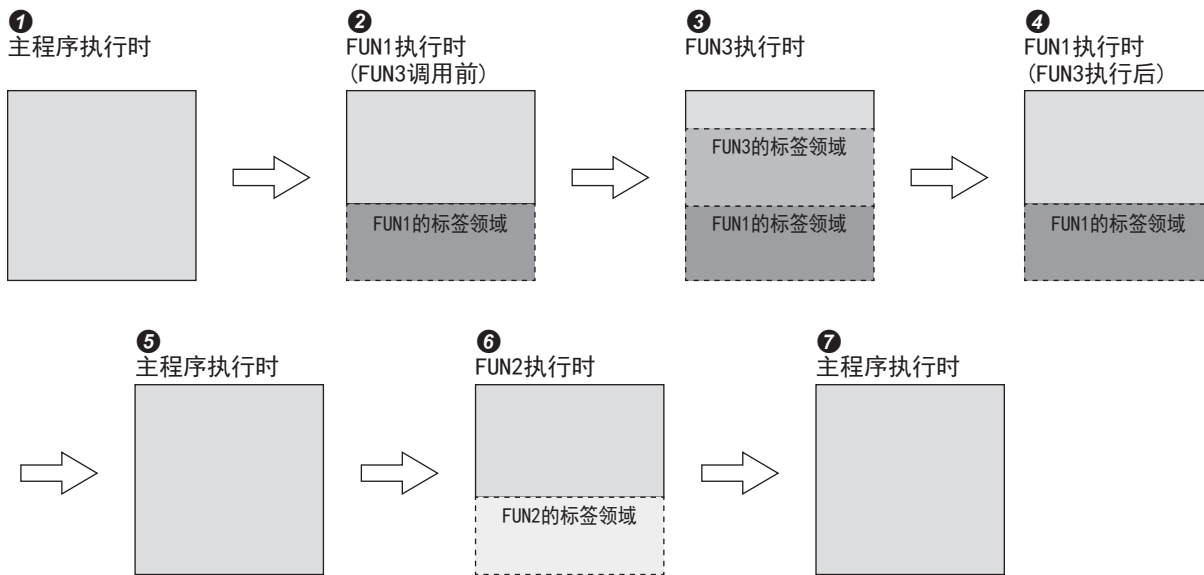 ❶
主程序执行时
❷
FUN1执行时
(FUN3调用前)
FUN1的标签领域
❸
FUN3执行时
FUN3的标签领域
FUN1的标签领域
❹
FUN1执行时
(FUN3执行后)
FUN1的标签领域
❺
主程序执行时
❻
FUN2执行时
FUN2的标签领域
❼
主程序执行时